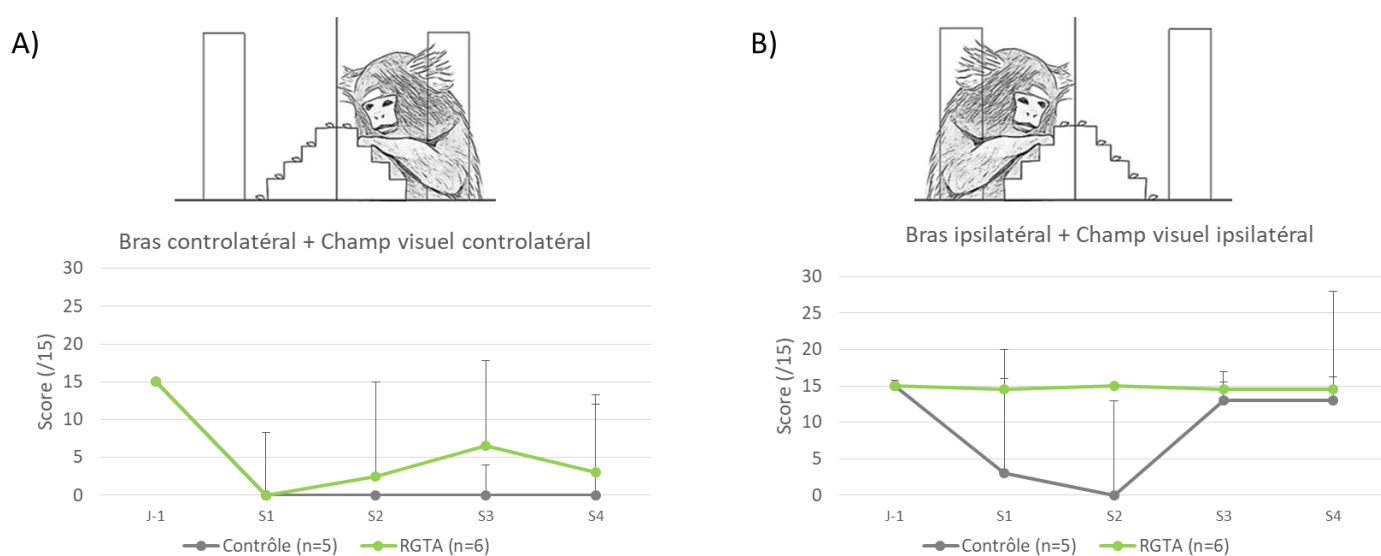 A)
Bras controlatéral + Champ visuel controlatéral
Score (/15)
30
25
20
15
10
5
0
J-1 S1 S2 S3 S4
Contrôle (n=5) RGTA (n=6)
B)
Bras ipsilatéral + Champ visuel ipsilatéral
Score (/15)
30
25
20
15
10
5
0
J-1 S1 S2 S3 S4
Contrôle (n=5) RGTA (n=6)